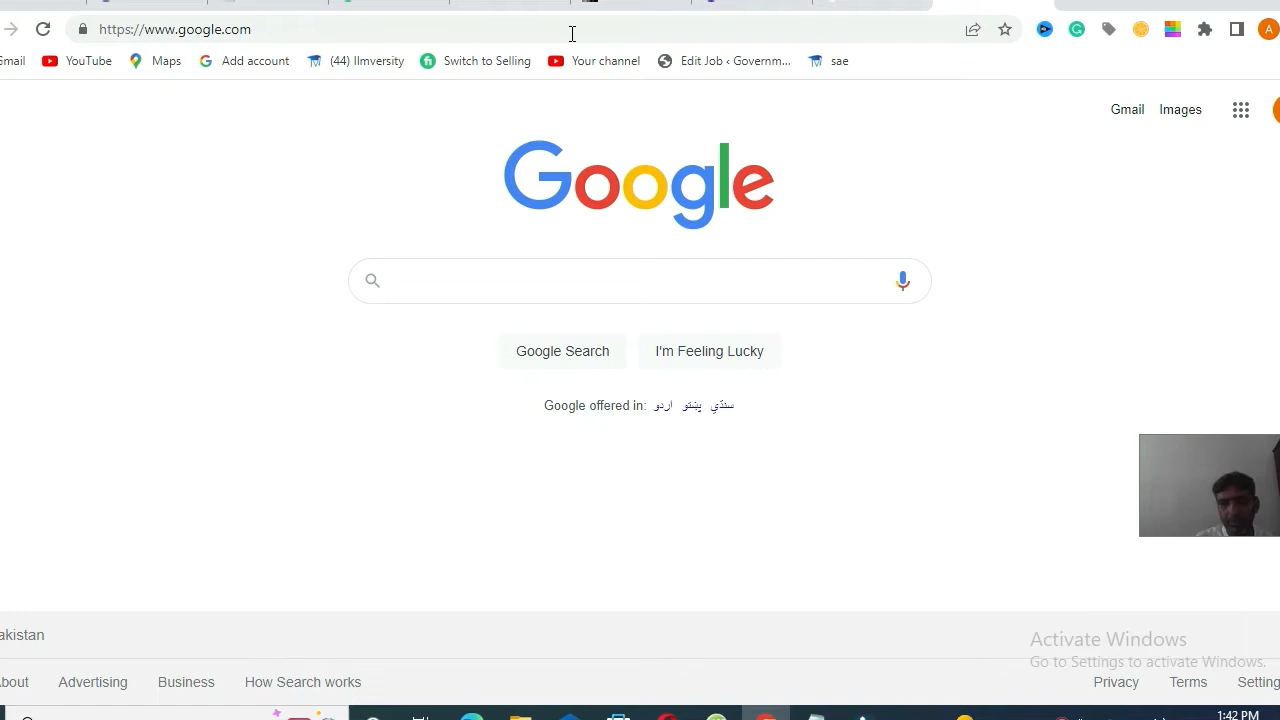 https://www.google.com
A
Gmail YouTube Maps Add account (44) Ilmversity Switch to Selling Your channel Edit Job ‹ Governm... sae
Gmail Images
Google
Google Search I'm Feeling Lucky
Google offered in: اردو پښتو سنڌي
akistan
Activate Windows
Go to Settings to activate Windows.
bout Advertising Business How Search works Privacy Terms Setting
1:42 PM